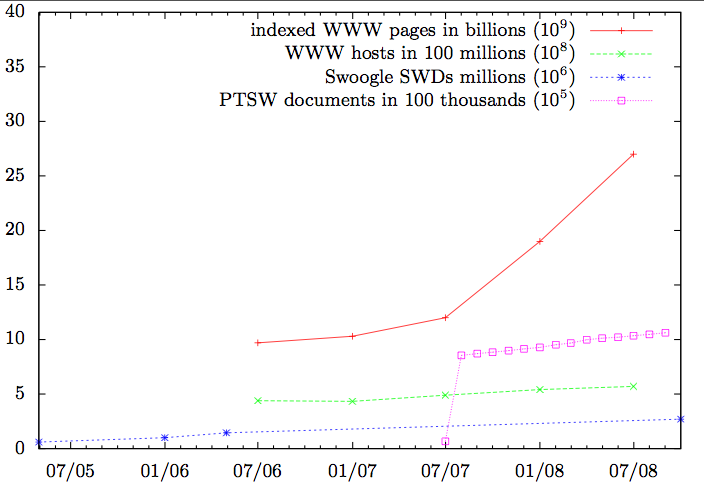 40
35
30
25
20
15
10
5
0
indexed WWW pages in billions (10⁹)
WWW hosts in 100 millions (10⁸)
Swoogle SWDs millions (10⁶)
PTSW documents in 100 thousands (10⁵)
07/05 01/06 07/06 01/07 07/07 01/08 07/08